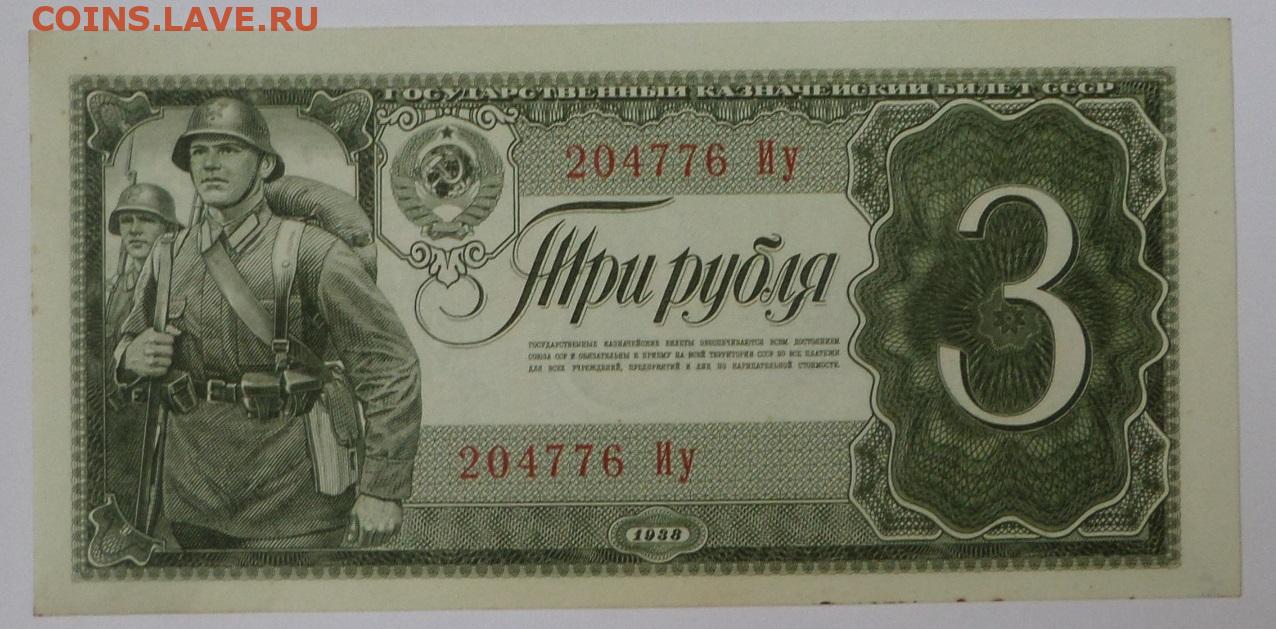 COINS.LAVE.RU
ГОСУДАРСТВЕННЫЙ КАЗНАЧЕЙСКИЙ БИЛЕТ СССР
204776 Иу
Три рубля
3
ГОСУДАРСТВЕННЫЕ КАЗНАЧЕЙСКИЕ БИЛЕТЫ ОБЕСПЕЧИВАЮТСЯ ВСЕМ ДОСТОЯНИЕМ
СОЮЗА ССР И ОБЯЗАТЕЛЬНЫ К ПРИЕМУ НА ВСЕЙ ТЕРРИТОРИИ СССР ВО ВСЕ ПЛАТЕЖИ
ДЛЯ ВСЕХ УЧРЕЖДЕНИЙ, ПРЕДПРИЯТИЙ И ЛИЦ ПО НАРИЦАТЕЛЬНОЙ СТОИМОСТИ.
204776 Иу
1938